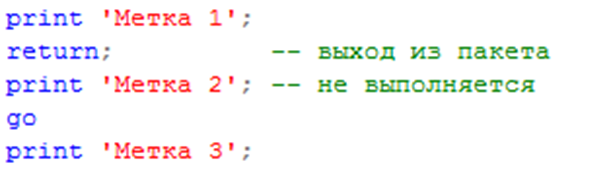 print 'Метка 1';
return;          -- выход из пакета
print 'Метка 2'; -- не выполняется
go
print 'Метка 3';